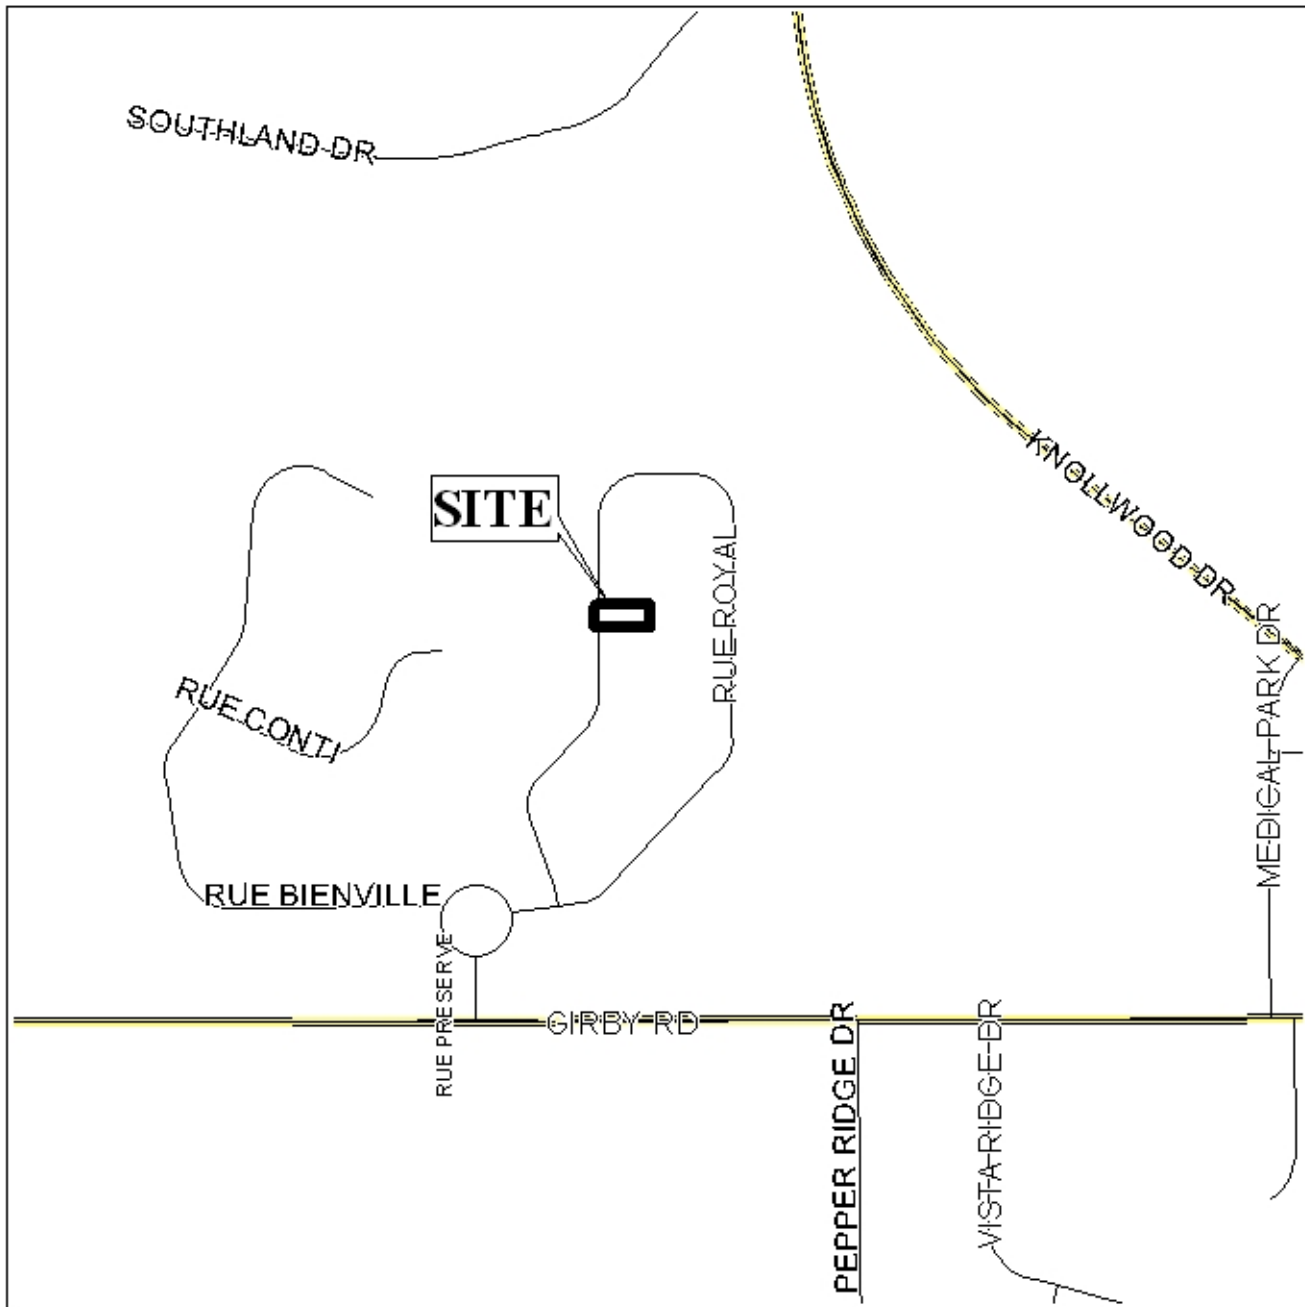 SOUTHLAND DR
KNOLLWOOD DR
SITE
RUE ROYAL
RUE CONTI
MEDICAL PARK DR
RUE BIENVILLE
RUE PRESERVE
GIRBY RD
PEPPER RIDGE DR
VISTA RIDGE DR